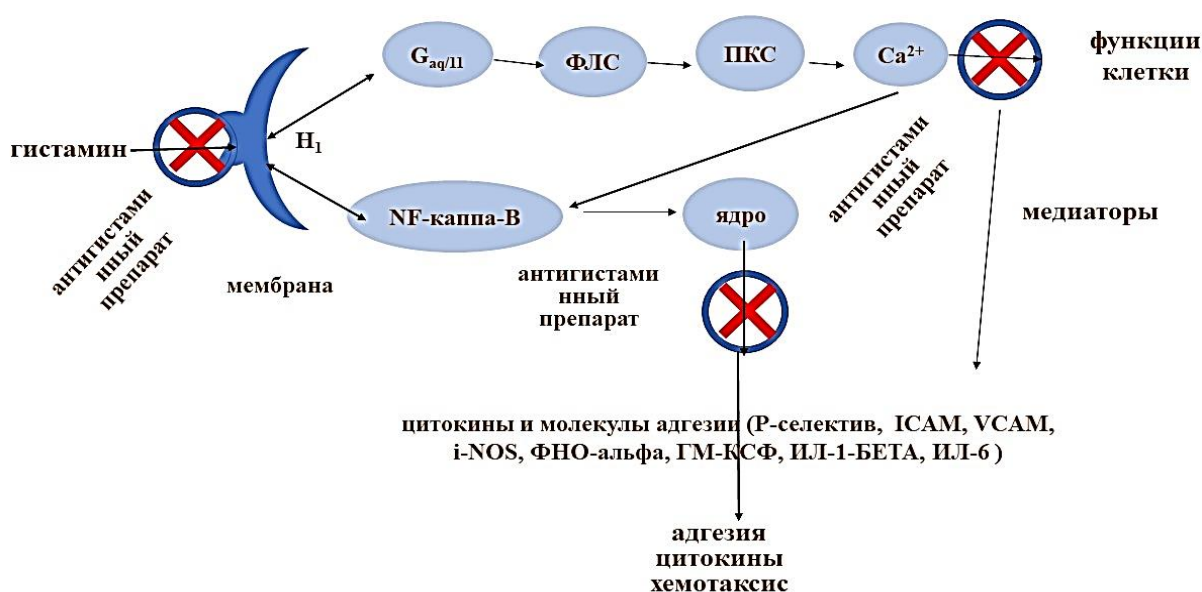 G_{aq/11}
ФЛС
ПКС
Ca²⁺
функции
клетки
гистамин
H₁
антигистами
нный
препарат
мембрана
NF-каппа-В
ядро
антигистами
нный
препарат
антигистами
нный
препарат
медиаторы
цитокины и молекулы адгезии (Р-селектив, ICAM, VCAM,
i-NOS, ФНО-альфа, ГМ-КСФ, ИЛ-1-БЕТА, ИЛ-6 )
адгезия
цитокины
хемотаксис